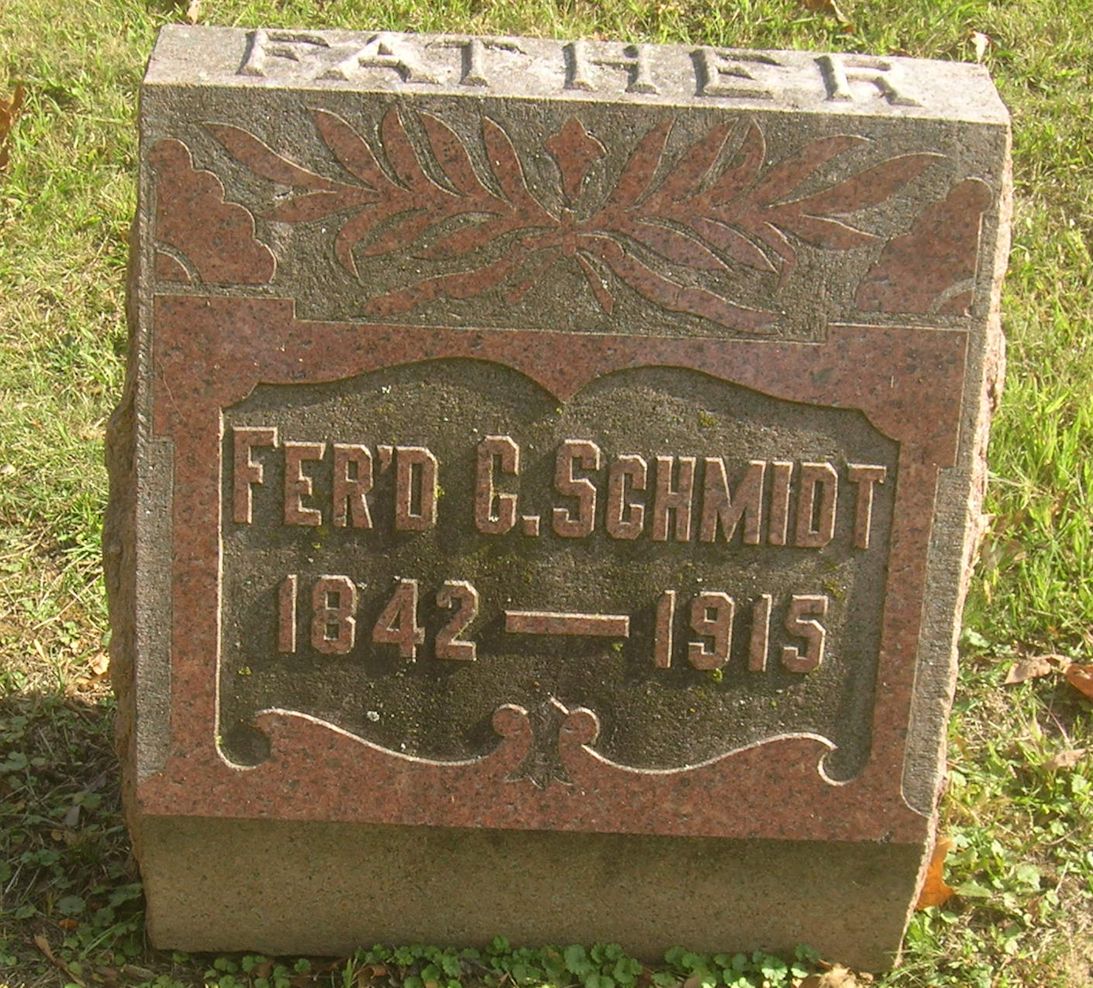 FATHER
FER'D G. SCHMIDT
1842 — 1915